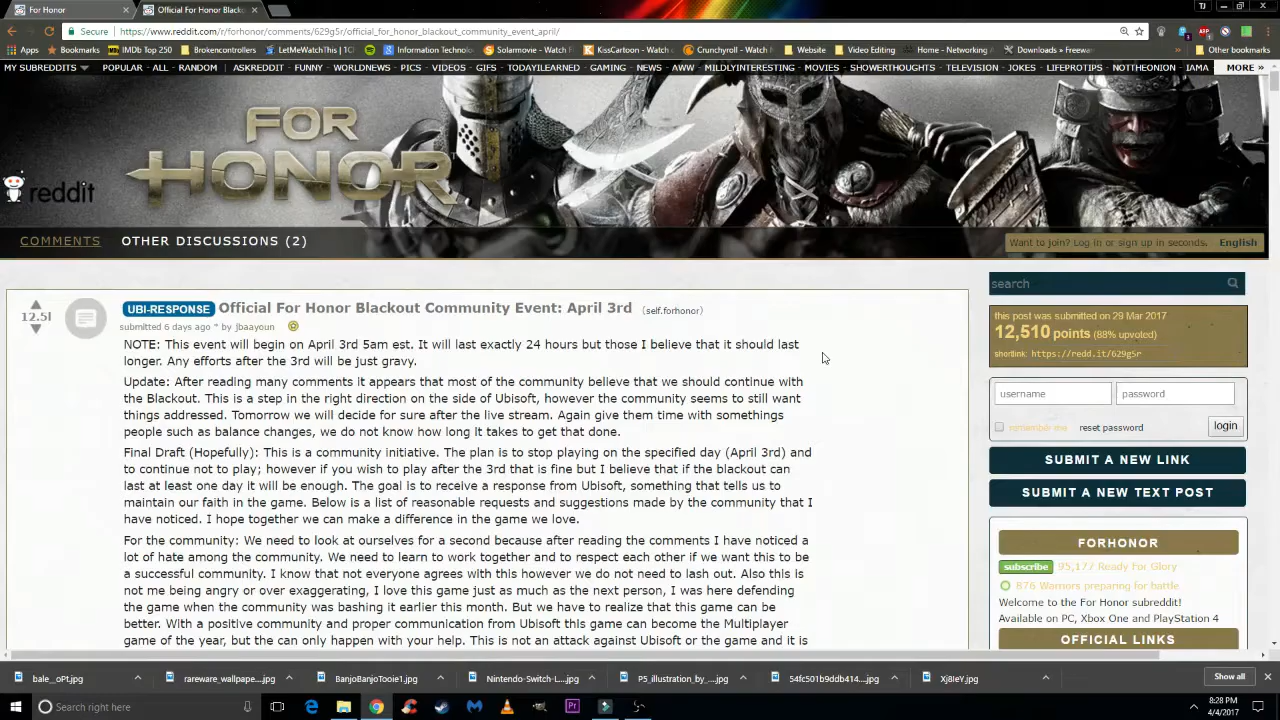 For Honor
Official For Honor Black
TJ
Secure https://www.reddit.com/r/forhonor/comments/629g5r/official_for_honor_blackout_community_event_april/
Apps Bookmarks IMDb Top 250 Brokencontrollers LetMeWatchThis | 1Ch Information Technolo Solarmovie - Watch o KissCartoon - Watch Crunchyroll - Watch Website Video Editing Home - Networking Downloads » Freewar Other bookmarks
MY SUBREDDITS POPULAR - ALL - RANDOM ASKREDDIT - FUNNY - WORLDNEWS - PICS - VIDEOS - GIFS - TODAYILEARNED - GAMING - NEWS - AWW - MILDLYINTERESTING - MOVIES - SHOWERTHOUGHTS - TELEVISION - JOKES - LIFEPROTIPS - NOTTHEONION - IAMA MORE »
FOR
HONOR
reddit
COMMENTS OTHER DISCUSSIONS (2)
Want to join? Log in or sign up in seconds. English
12.5
UBI-RESPONSE Official For Honor Blackout Community Event: April 3rd (self.forhonor)
submitted 6 days ago * by jbaayoun
NOTE: This event will begin on April 3rd 5am est. It will last exactly 24 hours but those I believe that it should last
longer. Any efforts after the 3rd will be just gravy.
Update: After reading many comments it appears that most of the community believe that we should continue with
the Blackout. This is a step in the right direction on the side of Ubisoft, however the community seems to still want
things addressed. Tomorrow we will decide for sure after the live stream. Again give them time with somethings
people such as balance changes, we do not know how long it takes to get that done.
Final Draft (Hopefully): This is a community initiative. The plan is to stop playing on the specified day (April 3rd) and
to continue not to play; however if you wish to play after the 3rd that is fine but I believe that if the blackout can
last at least one day it will be enough. The goal is to receive a response from Ubisoft, something that tells us to
maintain our faith in the game. Below is a list of reasonable requests and suggestions made by the community that I
have noticed. I hope together we can make a difference in the game we love.
For the community: We need to look at ourselves for a second because after reading the comments I have noticed a
lot of hate among the community. We need to learn to work together and to respect each other if we want this to be
a successful community. I know that not everyone agrees with this however we do not need to lash out. Also this is
not me being angry or over exaggerating, I love this game just as much as the next person, I was here defending
the game when the community was bashing it earlier this month. But we have to realize that this game can be
better. With a positive community and proper communication from Ubisoft this game can become the Multiplayer
game of the year, but the can only happen with your help. This is not an attack against Ubisoft or the game and it is
search
this post was submitted on 29 Mar 2017
12,510 points (88% upvoted)
shortlink: https://redd.it/629g5r
username password
remember me reset password login
SUBMIT A NEW LINK
SUBMIT A NEW TEXT POST
FORHONOR
subscribe 95,177 Ready For Glory
876 Warriors preparing for battle
Welcome to the For Honor subreddit!
Available on PC, Xbox One and PlayStation 4
OFFICIAL LINKS
bale__oPt.jpg rareware_wallpape....jpg BanjoBanjoTooie1.jpg Nintendo-Switch-L....jpg P5_illustration_by_....jpg 54fc501b9ddb414....jpg XjBleY.jpg Show all
Search right here
8:28 PM
4/4/2017